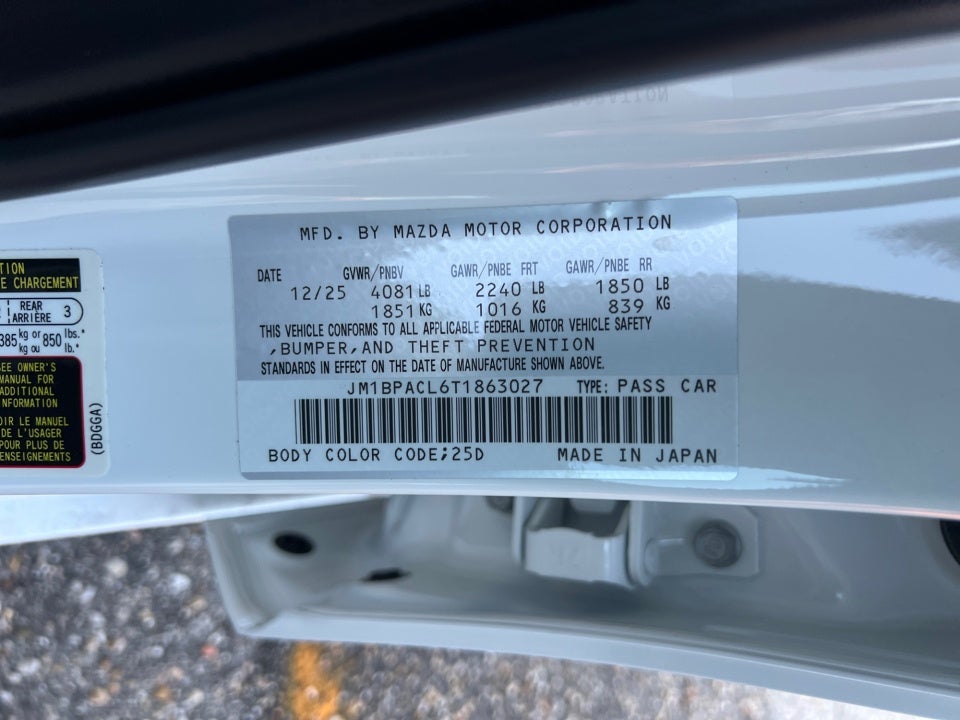 MFD. BY MAZDA MOTOR CORPORATION
DATE GVWR/PNBV GAWR/PNBE FRT GAWR/PNBE RR
12/25 4081 LB 2240 LB 1850 LB
1851 KG 1016 KG 839 KG
THIS VEHICLE CONFORMS TO ALL APPLICABLE FEDERAL MOTOR VEHICLE SAFETY
,BUMPER,AND THEFT PREVENTION
STANDARDS IN EFFECT ON THE DATE OF MANUFACTURE SHOWN ABOVE.
JM1BPACL6T1863027 TYPE: PASS CAR
BODY COLOR CODE;25D MADE IN JAPAN
TION
E CHARGEMENT
REAR
ARRIÈRE 3
385 kg or 850 lbs.*
kg ou lb.*
SEE OWNER'S
MANUAL FOR
ADDITIONAL
INFORMATION
OIR LE MANUEL
DE L'USAGER
POUR PLUS DE
ENSEIGNEMENTS
(BDGGA)